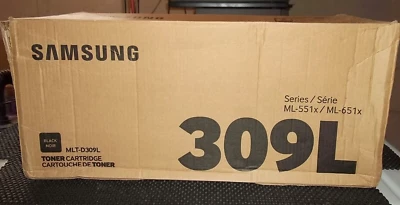 SAMSUNG
Series / Série
ML-551x / ML-651x
BLACK
NOIR
MLT-D309L
TONER CARTRIDGE
CARTOUCHE DE TONER
309L